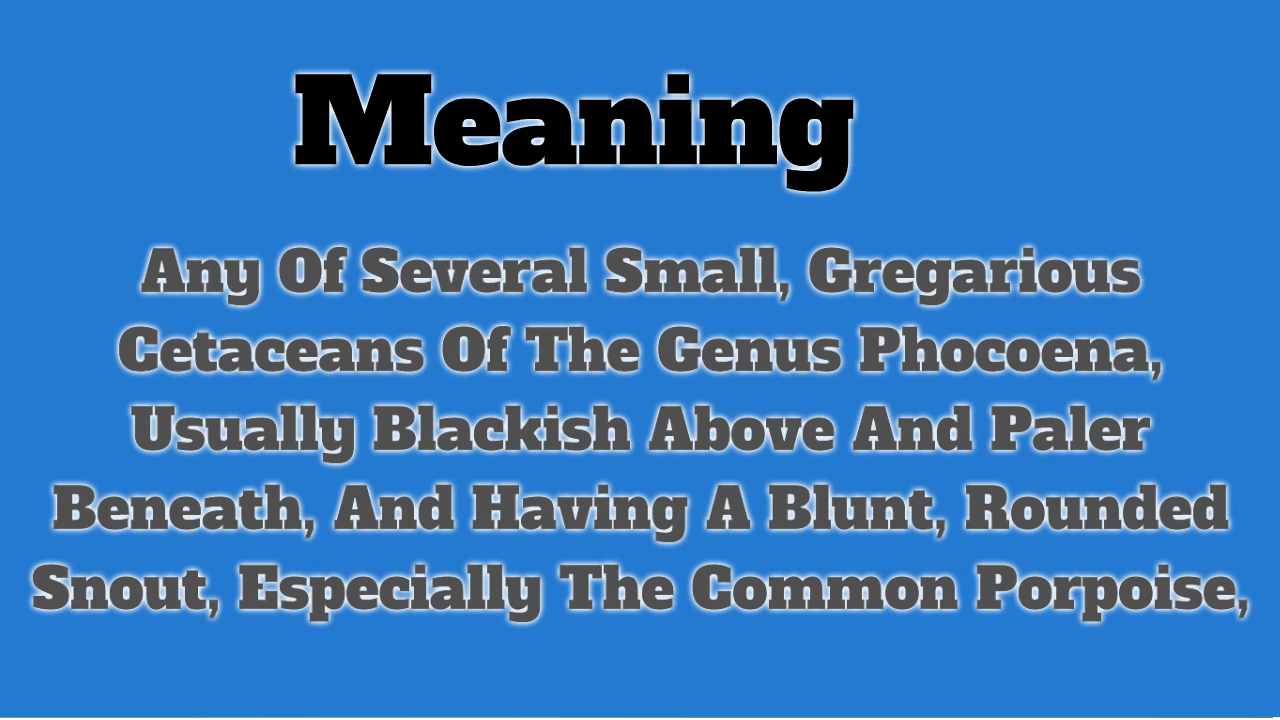 Meaning
Any Of Several Small, Gregarious
Cetaceans Of The Genus Phocoena,
Usually Blackish Above And Paler
Beneath, And Having A Blunt, Rounded
Snout, Especially The Common Porpoise,